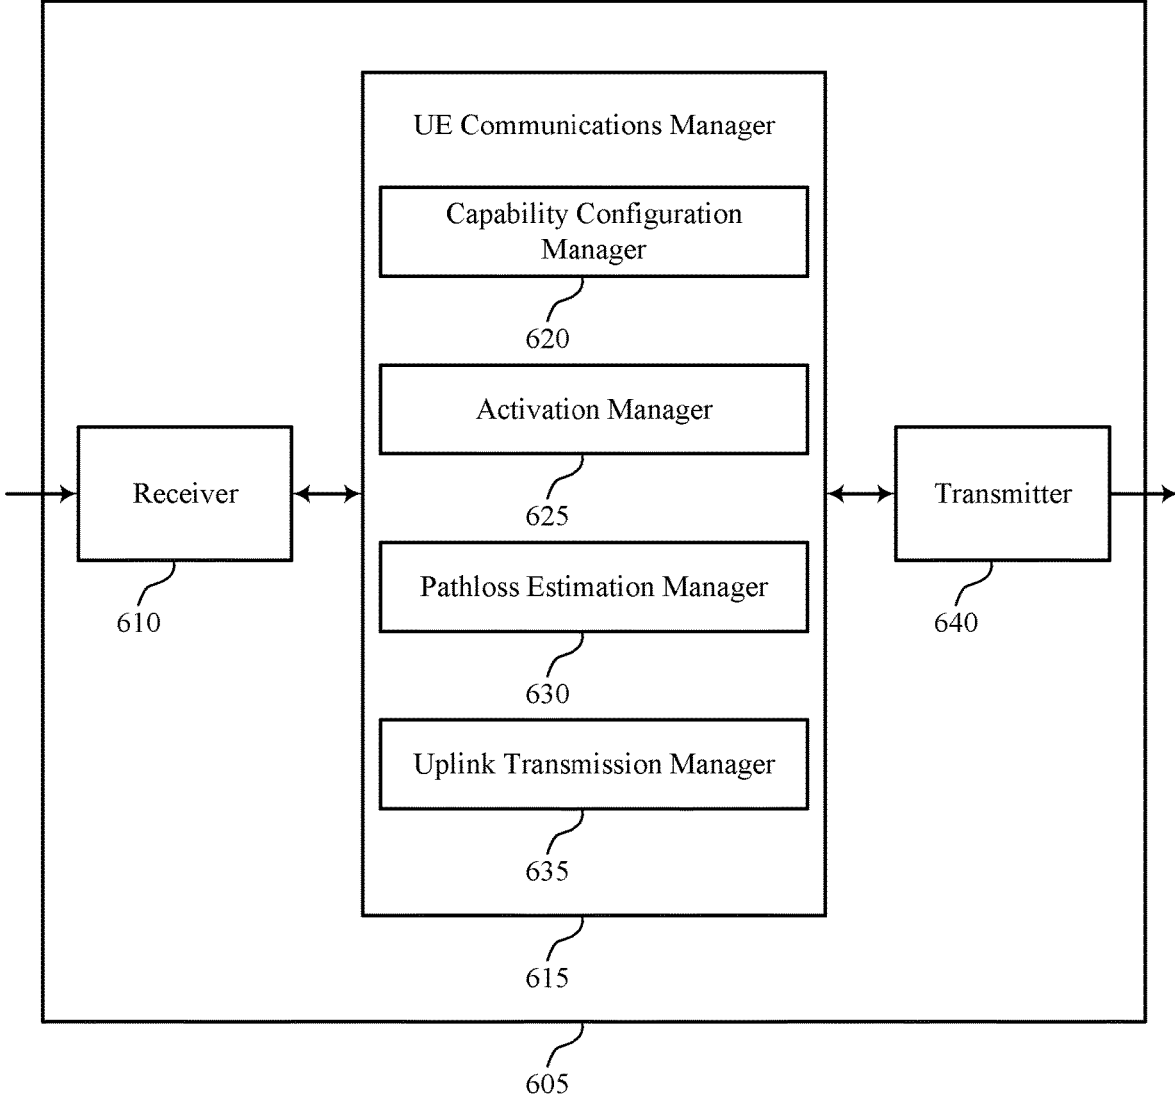 UE Communications Manager
Capability Configuration
Manager
620
Activation Manager
625
Receiver
610
Pathloss Estimation Manager
630
Transmitter
640
Uplink Transmission Manager
635
615
605